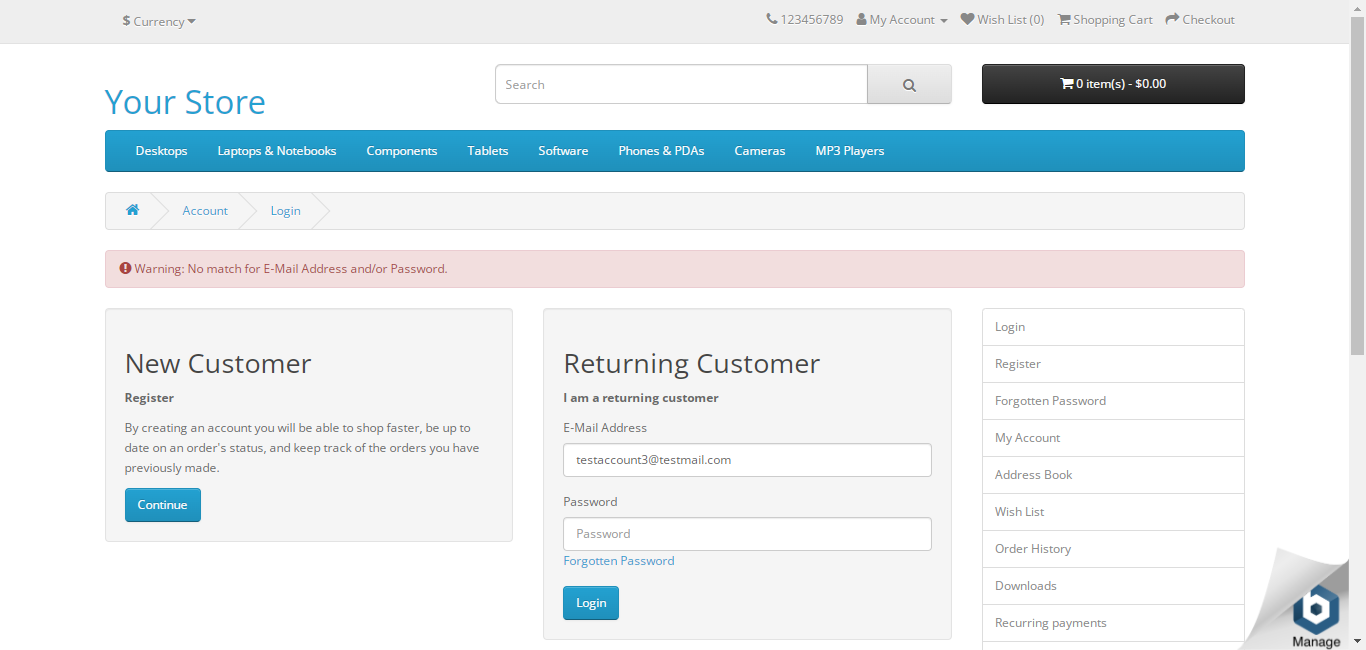 $ Currency
123456789 My Account Wish List (0) Shopping Cart Checkout
Your Store
Search
0 item(s) - $0.00
Desktops Laptops & Notebooks Components Tablets Software Phones & PDAs Cameras MP3 Players
Account Login
Warning: No match for E-Mail Address and/or Password.
New Customer
Register
By creating an account you will be able to shop faster, be up to
date on an order's status, and keep track of the orders you have
previously made.
Continue
Returning Customer
I am a returning customer
E-Mail Address
testaccount3@testmail.com
Password
Password
Forgotten Password
Login
Login
Register
Forgotten Password
My Account
Address Book
Wish List
Order History
Downloads
Recurring payments
Manage